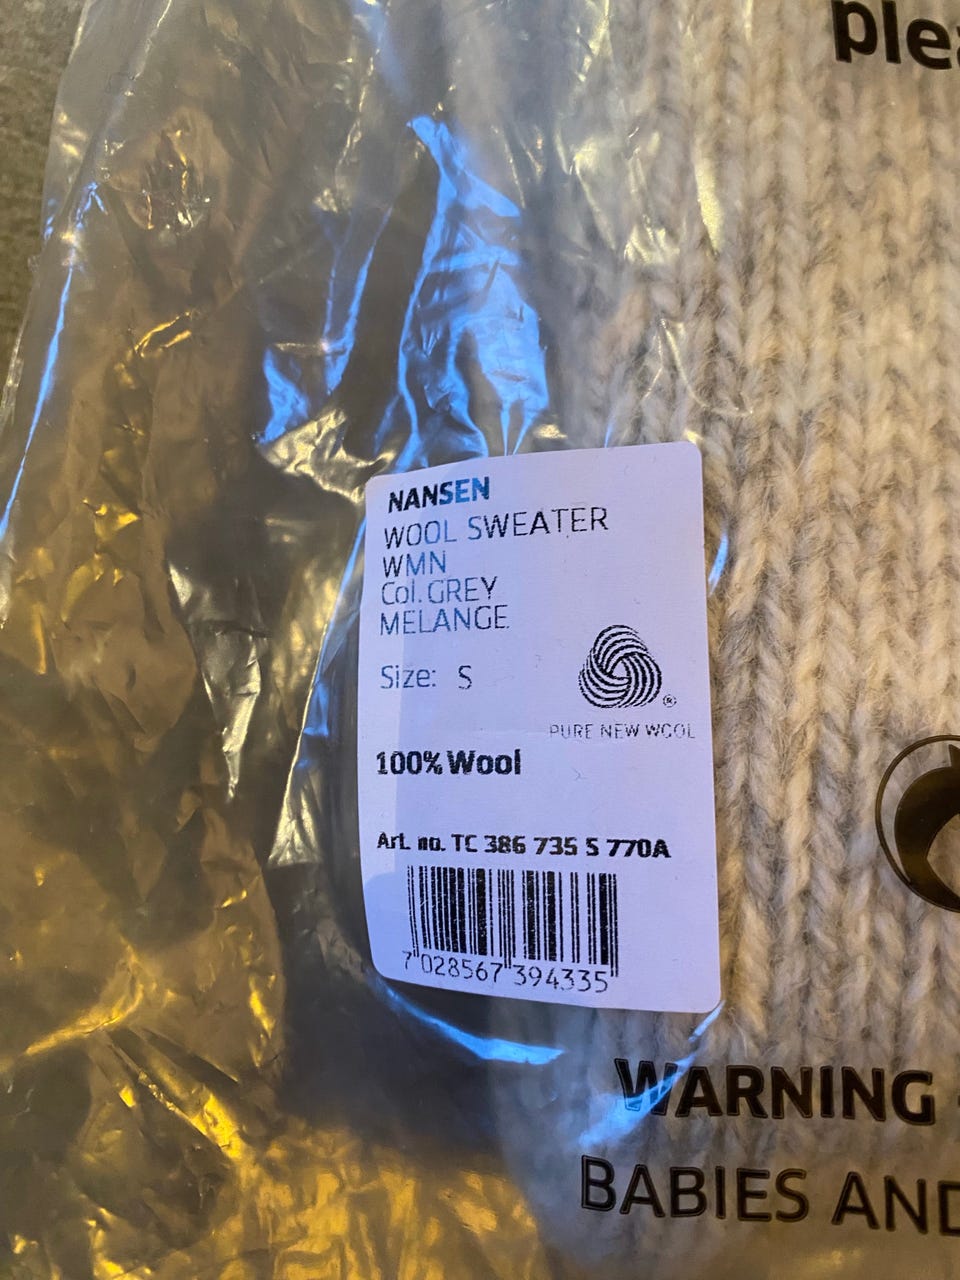 plea
NANSEN
WOOL SWEATER
WMN
Col. GREY
MELANGE
Size: S
®
PURE NEW WOOL
100% Wool
Art. no. TC 386 735 S 770A
7 028567 394335
WARNING
BABIES AND